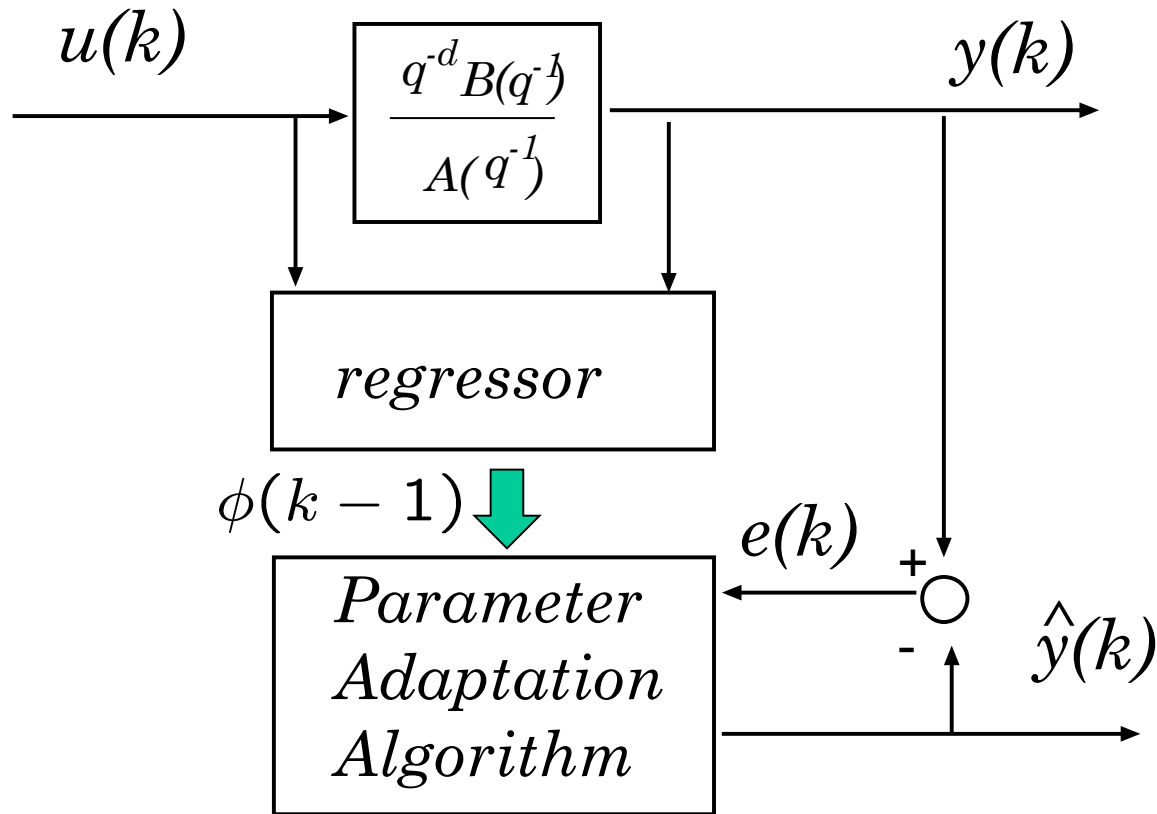 u(k)
q^-d B(q^-1)
A(q^-1)
y(k)
regressor
ϕ(k − 1)
e(k)
+
-
ŷ(k)
Parameter
Adaptation
Algorithm